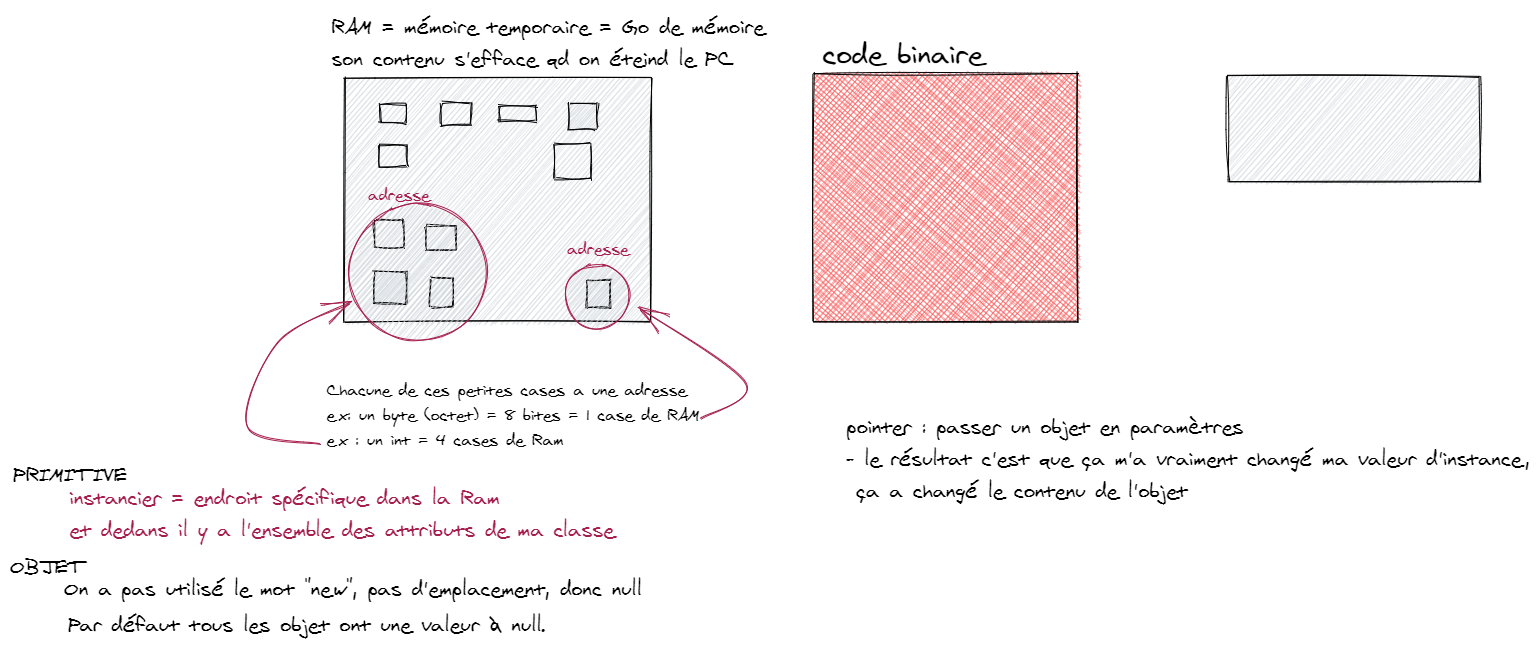 RAM = mémoire temporaire = Go de mémoire
son contenu s'efface qd on éteind le PC
code binaire
adresse
adresse
Chacune de ces petites cases a une adresse
ex: un byte (octet) = 8 bites = 1 case de RAM
ex : un int = 4 cases de Ram
pointer : passer un objet en paramètres
- le résultat c'est que ça m'a vraiment changé ma valeur d'instance,
ça a changé le contenu de l'objet
PRIMITIVE
instancier = endroit spécifique dans la Ram
et dedans il y a l'ensemble des attributs de ma classe
OBJET
On a pas utilisé le mot "new", pas d'emplacement, donc null
Par défaut tous les objet ont une valeur à null.